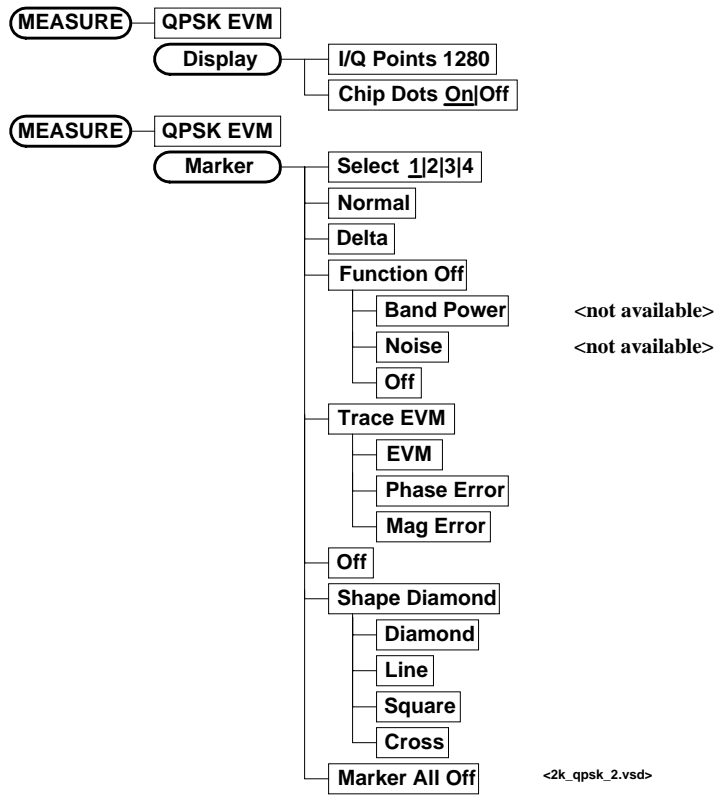 MEASURE QPSK EVM
Display I/Q Points 1280
Chip Dots On|Off
MEASURE QPSK EVM
Marker Select 1|2|3|4
Normal
Delta
Function Off
Band Power <not available>
Noise <not available>
Off
Trace EVM
EVM
Phase Error
Mag Error
Off
Shape Diamond
Diamond
Line
Square
Cross
Marker All Off <2k_qpsk_2.vsd>